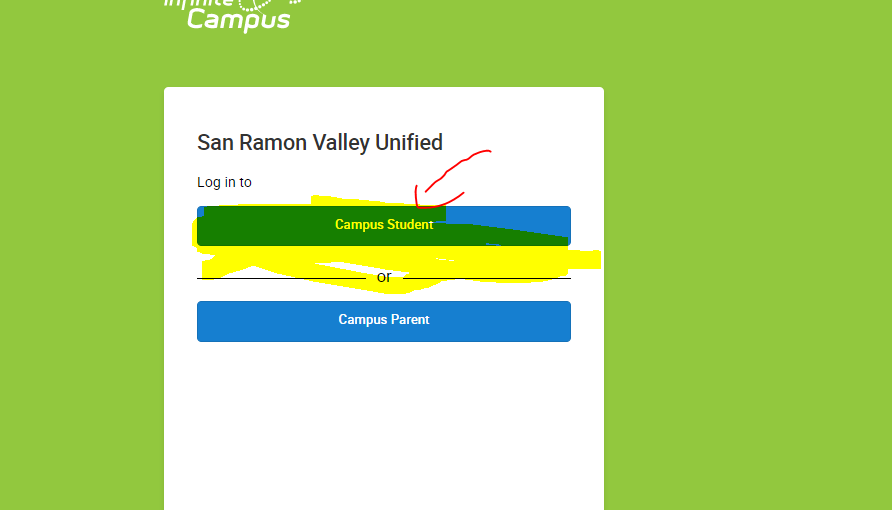 Infinite
Campus
San Ramon Valley Unified
Log in to
Campus Student
or
Campus Parent